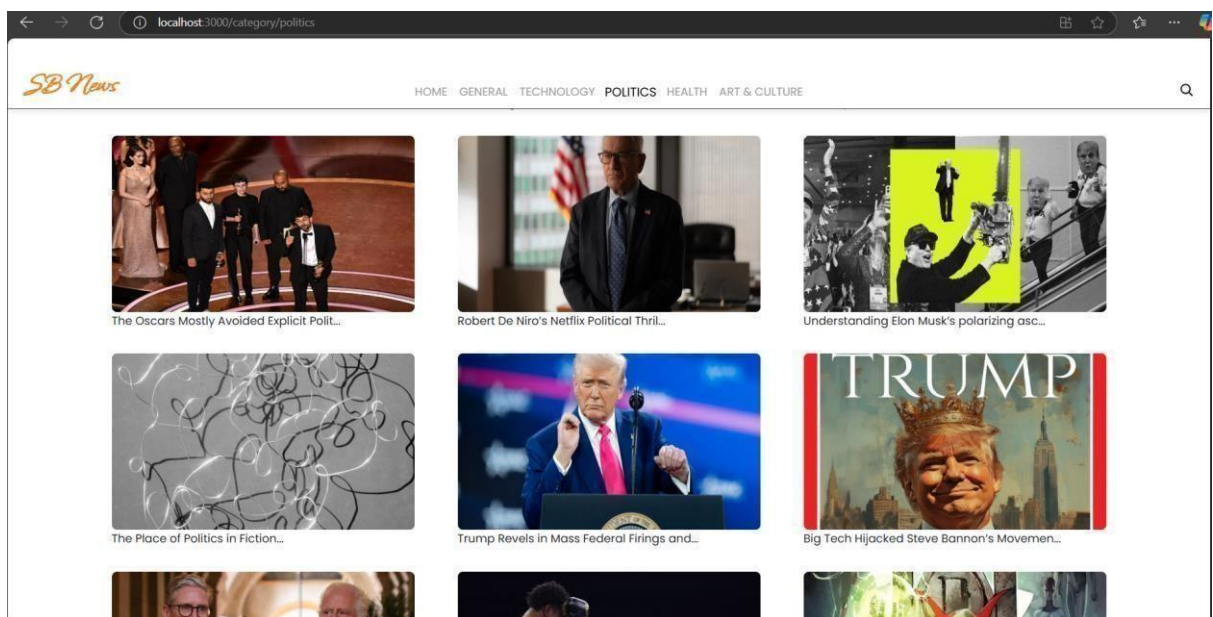 localhost:3000/category/politics
SB News
HOME GENERAL TECHNOLOGY POLITICS HEALTH ART & CULTURE
The Oscars Mostly Avoided Explicit Polit...
Robert De Niro's Netflix Political Thril...
Understanding Elon Musk's polarizing asc...
TRUMP
The Place of Politics in Fiction...
Trump Revels in Mass Federal Firings and...
Big Tech Hijacked Steve Bannon's Movemen...